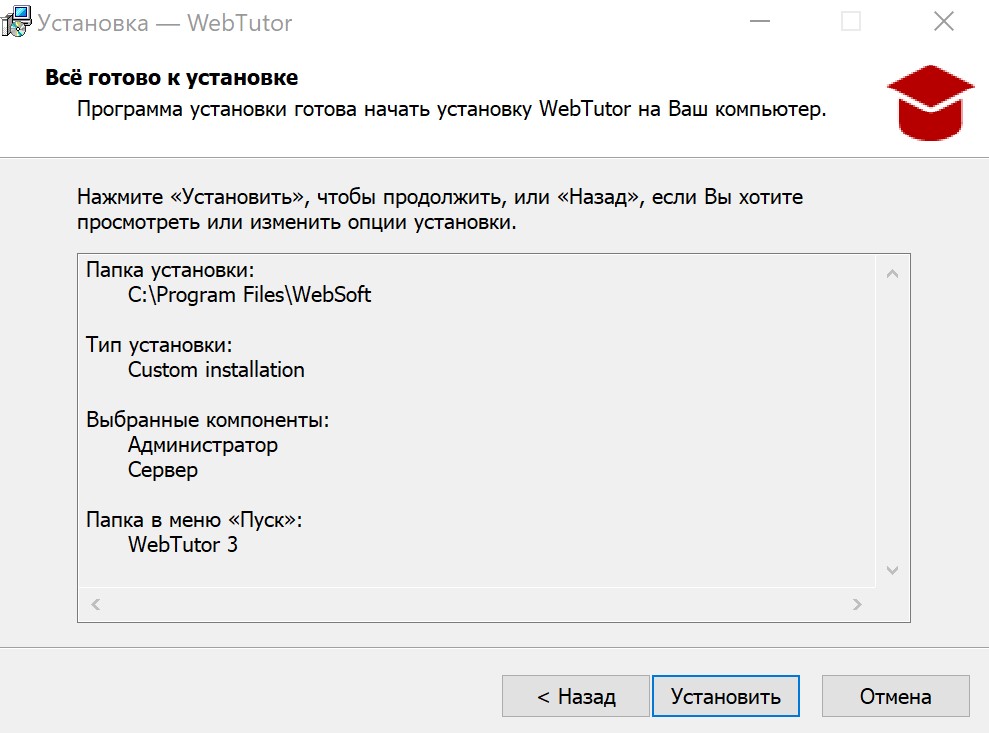 Установка — WebTutor
Всё готово к установке
Программа установки готова начать установку WebTutor на Ваш компьютер.
Нажмите «Установить», чтобы продолжить, или «Назад», если Вы хотите
просмотреть или изменить опции установки.
Папка установки:
C:\Program Files\WebSoft
Тип установки:
Custom installation
Выбранные компоненты:
Администратор
Сервер
Папка в меню «Пуск»:
WebTutor 3
< Назад
Установить
Отмена